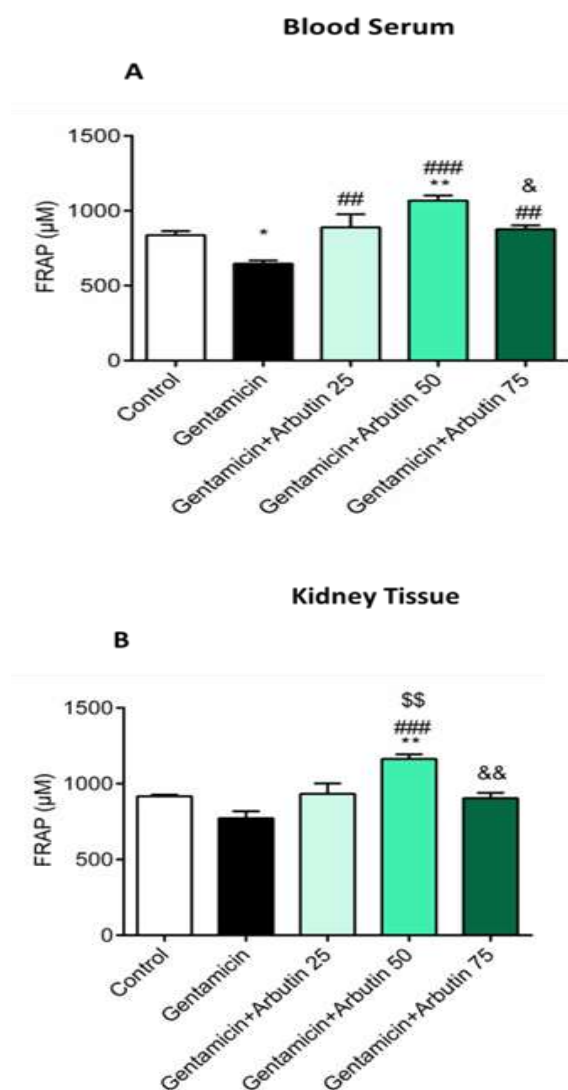 Blood Serum
A
FRAP (µM)
1500
1000
500
0
*
##
###
**
&
##
Control
Gentamicin
Gentamicin+Arbutin 25
Gentamicin+Arbutin 50
Gentamicin+Arbutin 75
Kidney Tissue
B
FRAP (µM)
1500
1000
500
0
$$
###
**
&&
Control
Gentamicin
Gentamicin+Arbutin 25
Gentamicin+Arbutin 50
Gentamicin+Arbutin 75